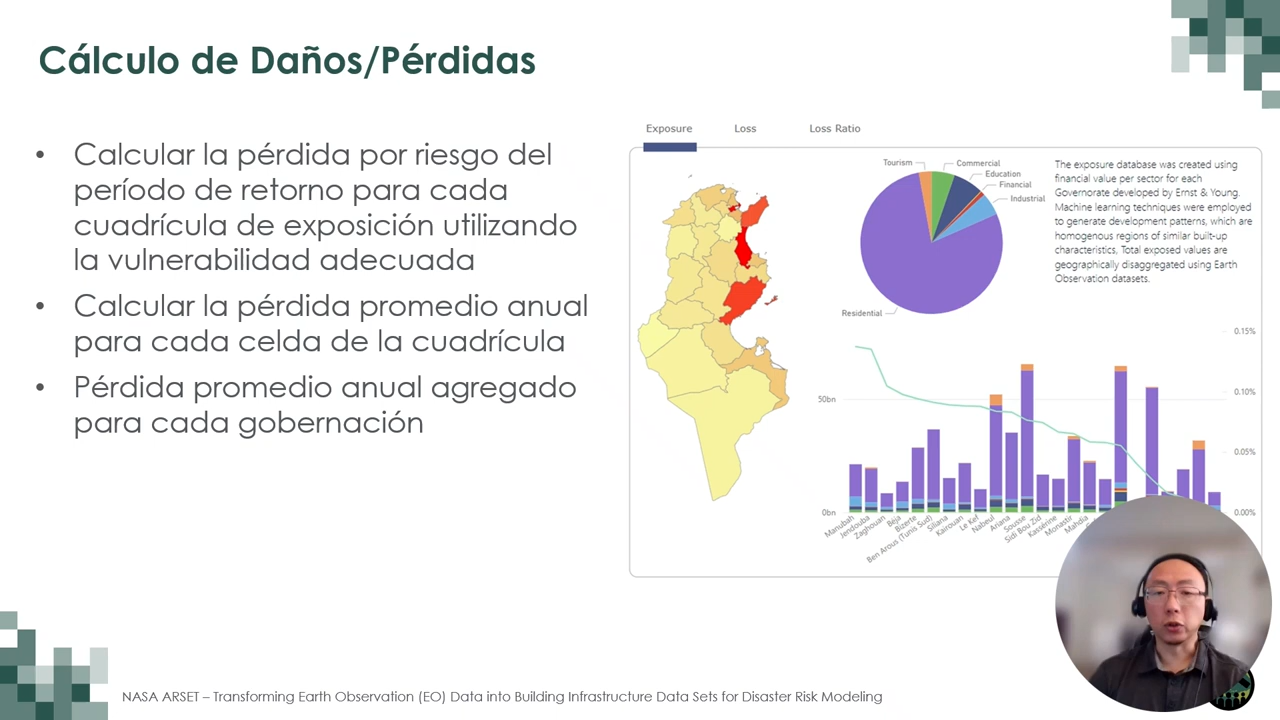 Cálculo de Daños/Pérdidas
• Calcular la pérdida por riesgo del
período de retorno para cada
cuadrícula de exposición utilizando
la vulnerabilidad adecuada
• Calcular la pérdida promedio anual
para cada celda de la cuadrícula
• Pérdida promedio anual agregado
para cada gobernación
Exposure Loss Loss Ratio
Tourism
Commercial
Education
Financial
Industrial
Residential
The exposure database was created using
financial value per sector for each
Governorate developed by Ernst & Young.
Machine learning techniques were employed
to generate development patterns, which are
homogenous regions of similar built-up
characteristics, Total exposed values are
geographically disaggregated using Earth
Observation datasets.
0.15%
0.10%
0.05%
0.00%
50bn
0bn
Manubah
Jendouba
Zaghouan
Béja
Bizerte
Ben Arous (Tunis Sud)
Siliana
Kairouan
Le Kef
Nabeul
Ariana
Sousse
Sidi Bou Zid
Kassérine
Monastir
Mahdia
NASA ARSET – Transforming Earth Observation (EO) Data into Building Infrastructure Data Sets for Disaster Risk Modeling